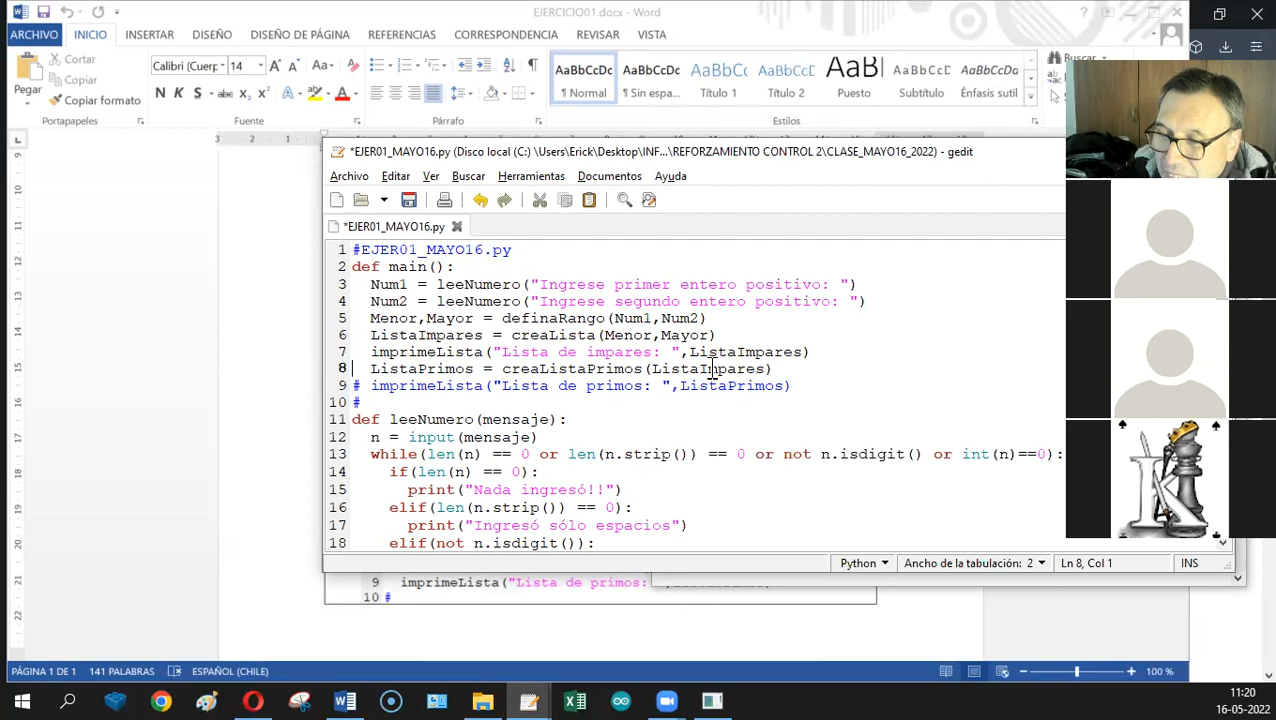 EJERCICIO01.docx - Word
ARCHIVO INICIO INSERTAR DISEÑO DISEÑO DE PÁGINA REFERENCIAS CORRESPONDENCIA REVISAR VISTA
Pegar
Cortar
Copiar
Copiar formato
Portapapeles
Calibri (Cuerp 14
N K S abc X₂ X²
Fuente
Párrafo
AaBbCcDc AaBbCcDc AaBbCc AaBbCcD AaB AaBbCcC AaBbCcDc
¶ Normal ¶ Sin espa... Título 1 Título 2 Puesto Subtítulo Énfasis sutil
Estilos
Buscar
3 2 1
*EJER01_MAYO16.py (Disco local (C:) \Users\Erick\Desktop\INF...\REFORZAMIENTO CONTROL 2\CLASE_MAYO16_2022) - gedit
Archivo Editar Ver Buscar Herramientas Documentos Ayuda
*EJER01_MAYO16.py
1 #EJER01_MAYO16.py
2 def main():
3 Num1 = leeNumero("Ingrese primer entero positivo: ")
4 Num2 = leeNumero("Ingrese segundo entero positivo: ")
5 Menor,Mayor = definaRango(Num1,Num2)
6 ListaImpares = creaLista(Menor,Mayor)
7 imprimeLista("Lista de impares: ",ListaImpares)
8 ListaPrimos = creaListaPrimos(ListaImpares)
9 # imprimeLista("Lista de primos: ",ListaPrimos)
10 #
11 def leeNumero(mensaje):
12 n = input(mensaje)
13 while(len(n) == 0 or len(n.strip()) == 0 or not n.isdigit() or int(n)==0):
14 if(len(n) == 0):
15 print("Nada ingresó!!")
16 elif(len(n.strip()) == 0):
17 print("Ingresó sólo espacios")
18 elif(not n.isdigit()):
Python Ancho de la tabulación: 2 Ln 8, Col 1 INS
9 imprimeLista("Lista de primos:
10 #
PÁGINA 1 DE 1 141 PALABRAS ESPAÑOL (CHILE) 100 %
11:20
16-05-2022